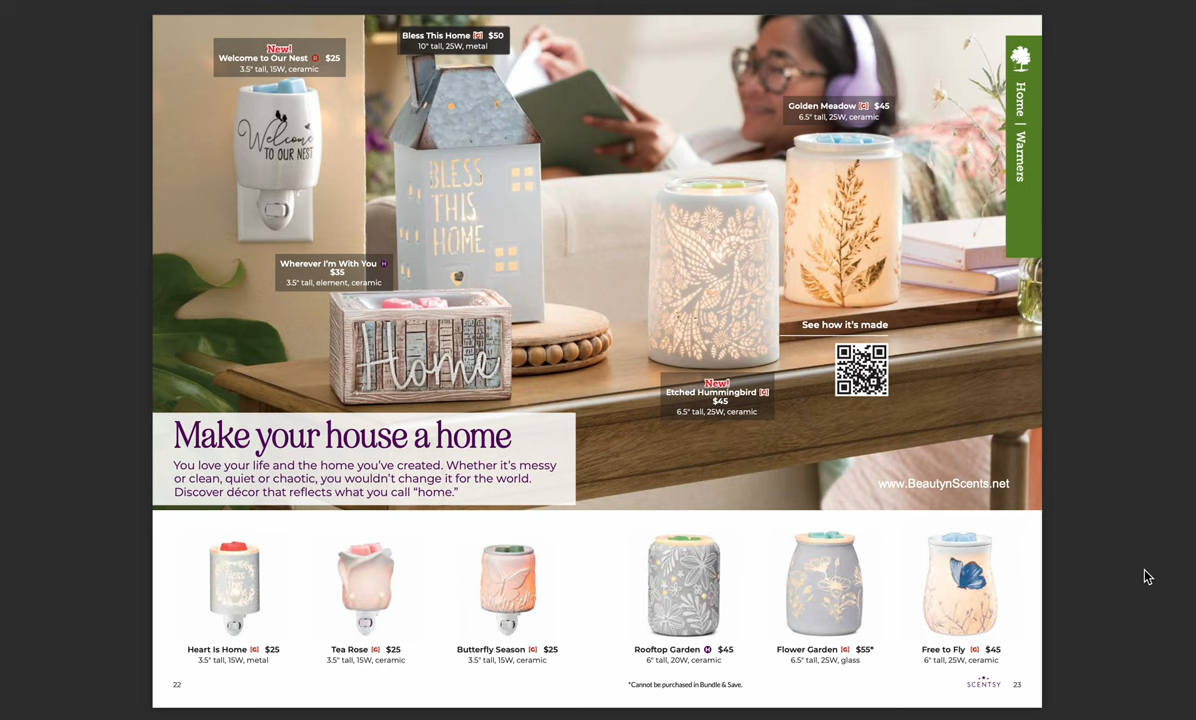 New!
Welcome to Our Nest H $25
3.5" tall, 15W, ceramic
Bless This Home [G] $50
10" tall, 25W, metal
Golden Meadow [G] $45
6.5" tall, 25W, ceramic
Home | Warmers
Welcome
TO OUR NEST
BLESS
THIS
HOME
Wherever I'm With You H
$35
3.5" tall, element, ceramic
Home
See how it's made
New!
Etched Hummingbird [G]
$45
6.5" tall, 25W, ceramic
Make your house a home
You love your life and the home you've created. Whether it's messy
or clean, quiet or chaotic, you wouldn't change it for the world.
Discover décor that reflects what you call "home."
www.BeautynScents.net
Bless
this
Heart Is Home [G] $25
3.5" tall, 15W, metal
Tea Rose [G] $25
3.5" tall, 15W, ceramic
Butterfly Season [G] $25
3.5" tall, 15W, ceramic
Rooftop Garden H $45
6" tall, 20W, ceramic
Flower Garden [G] $55*
6.5" tall, 25W, glass
Free to Fly [G] $45
6" tall, 25W, ceramic
22
*Cannot be purchased in Bundle & Save.
SCENTSY 23